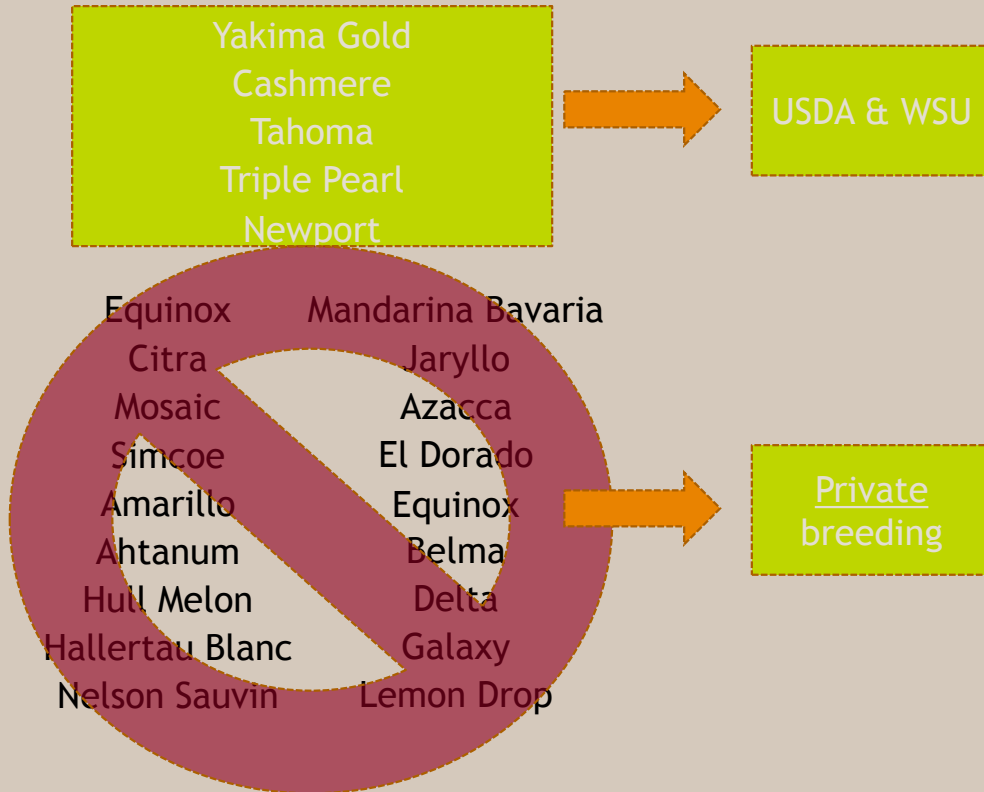 Yakima Gold
Cashmere
Tahoma
Triple Pearl
Newport
USDA & WSU
Equinox
Citra
Mosaic
Simcoe
Amarillo
Ahtanum
Hull Melon
Hallertau Blanc
Nelson Sauvin
Mandarina Bavaria
Jaryllo
Azacca
El Dorado
Equinox
Belma
Delta
Galaxy
Lemon Drop
Private
breeding